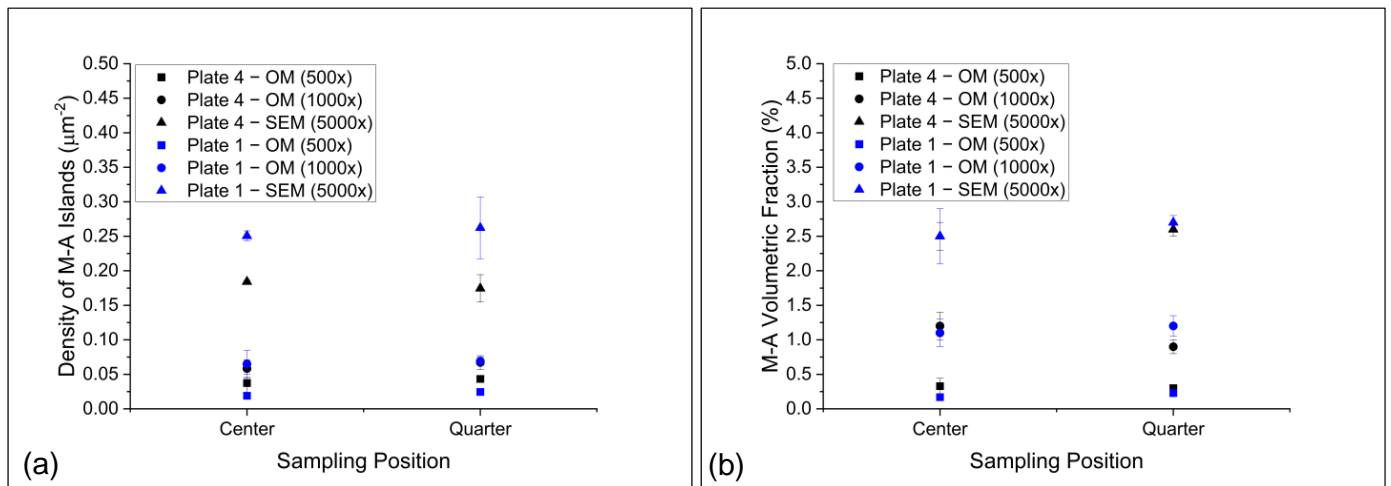 0.50
0.45
0.40
0.35
0.30
0.25
0.20
0.15
0.10
0.05
0.00
Density of M-A Islands (µm⁻²)
Plate 4 − OM (500x)
Plate 4 − OM (1000x)
Plate 4 − SEM (5000x)
Plate 1 − OM (500x)
Plate 1 − OM (1000x)
Plate 1 − SEM (5000x)
Center
Quarter
Sampling Position
(a)
5.0
4.5
4.0
3.5
3.0
2.5
2.0
1.5
1.0
0.5
0.0
M-A Volumetric Fraction (%)
Plate 4 − OM (500x)
Plate 4 − OM (1000x)
Plate 4 − SEM (5000x)
Plate 1 − OM (500x)
Plate 1 − OM (1000x)
Plate 1 − SEM (5000x)
Center
Quarter
Sampling Position
(b)